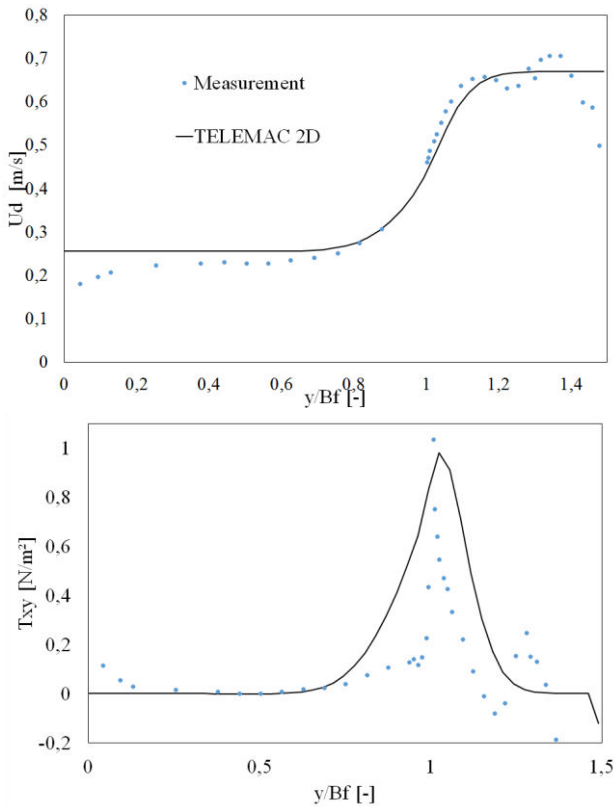 0,8
0,7
0,6
0,5
0,4
0,3
0,2
0,1
0
Ud [m/s]
Measurement
TELEMAC 2D
0 0,2 0,4 0,6 0,8 1 1,2 1,4
y/Bf [-]
1
0,8
0,6
0,4
0,2
0
-0,2
Txy [N/m²]
0 0,5 1 1,5
y/Bf [-]